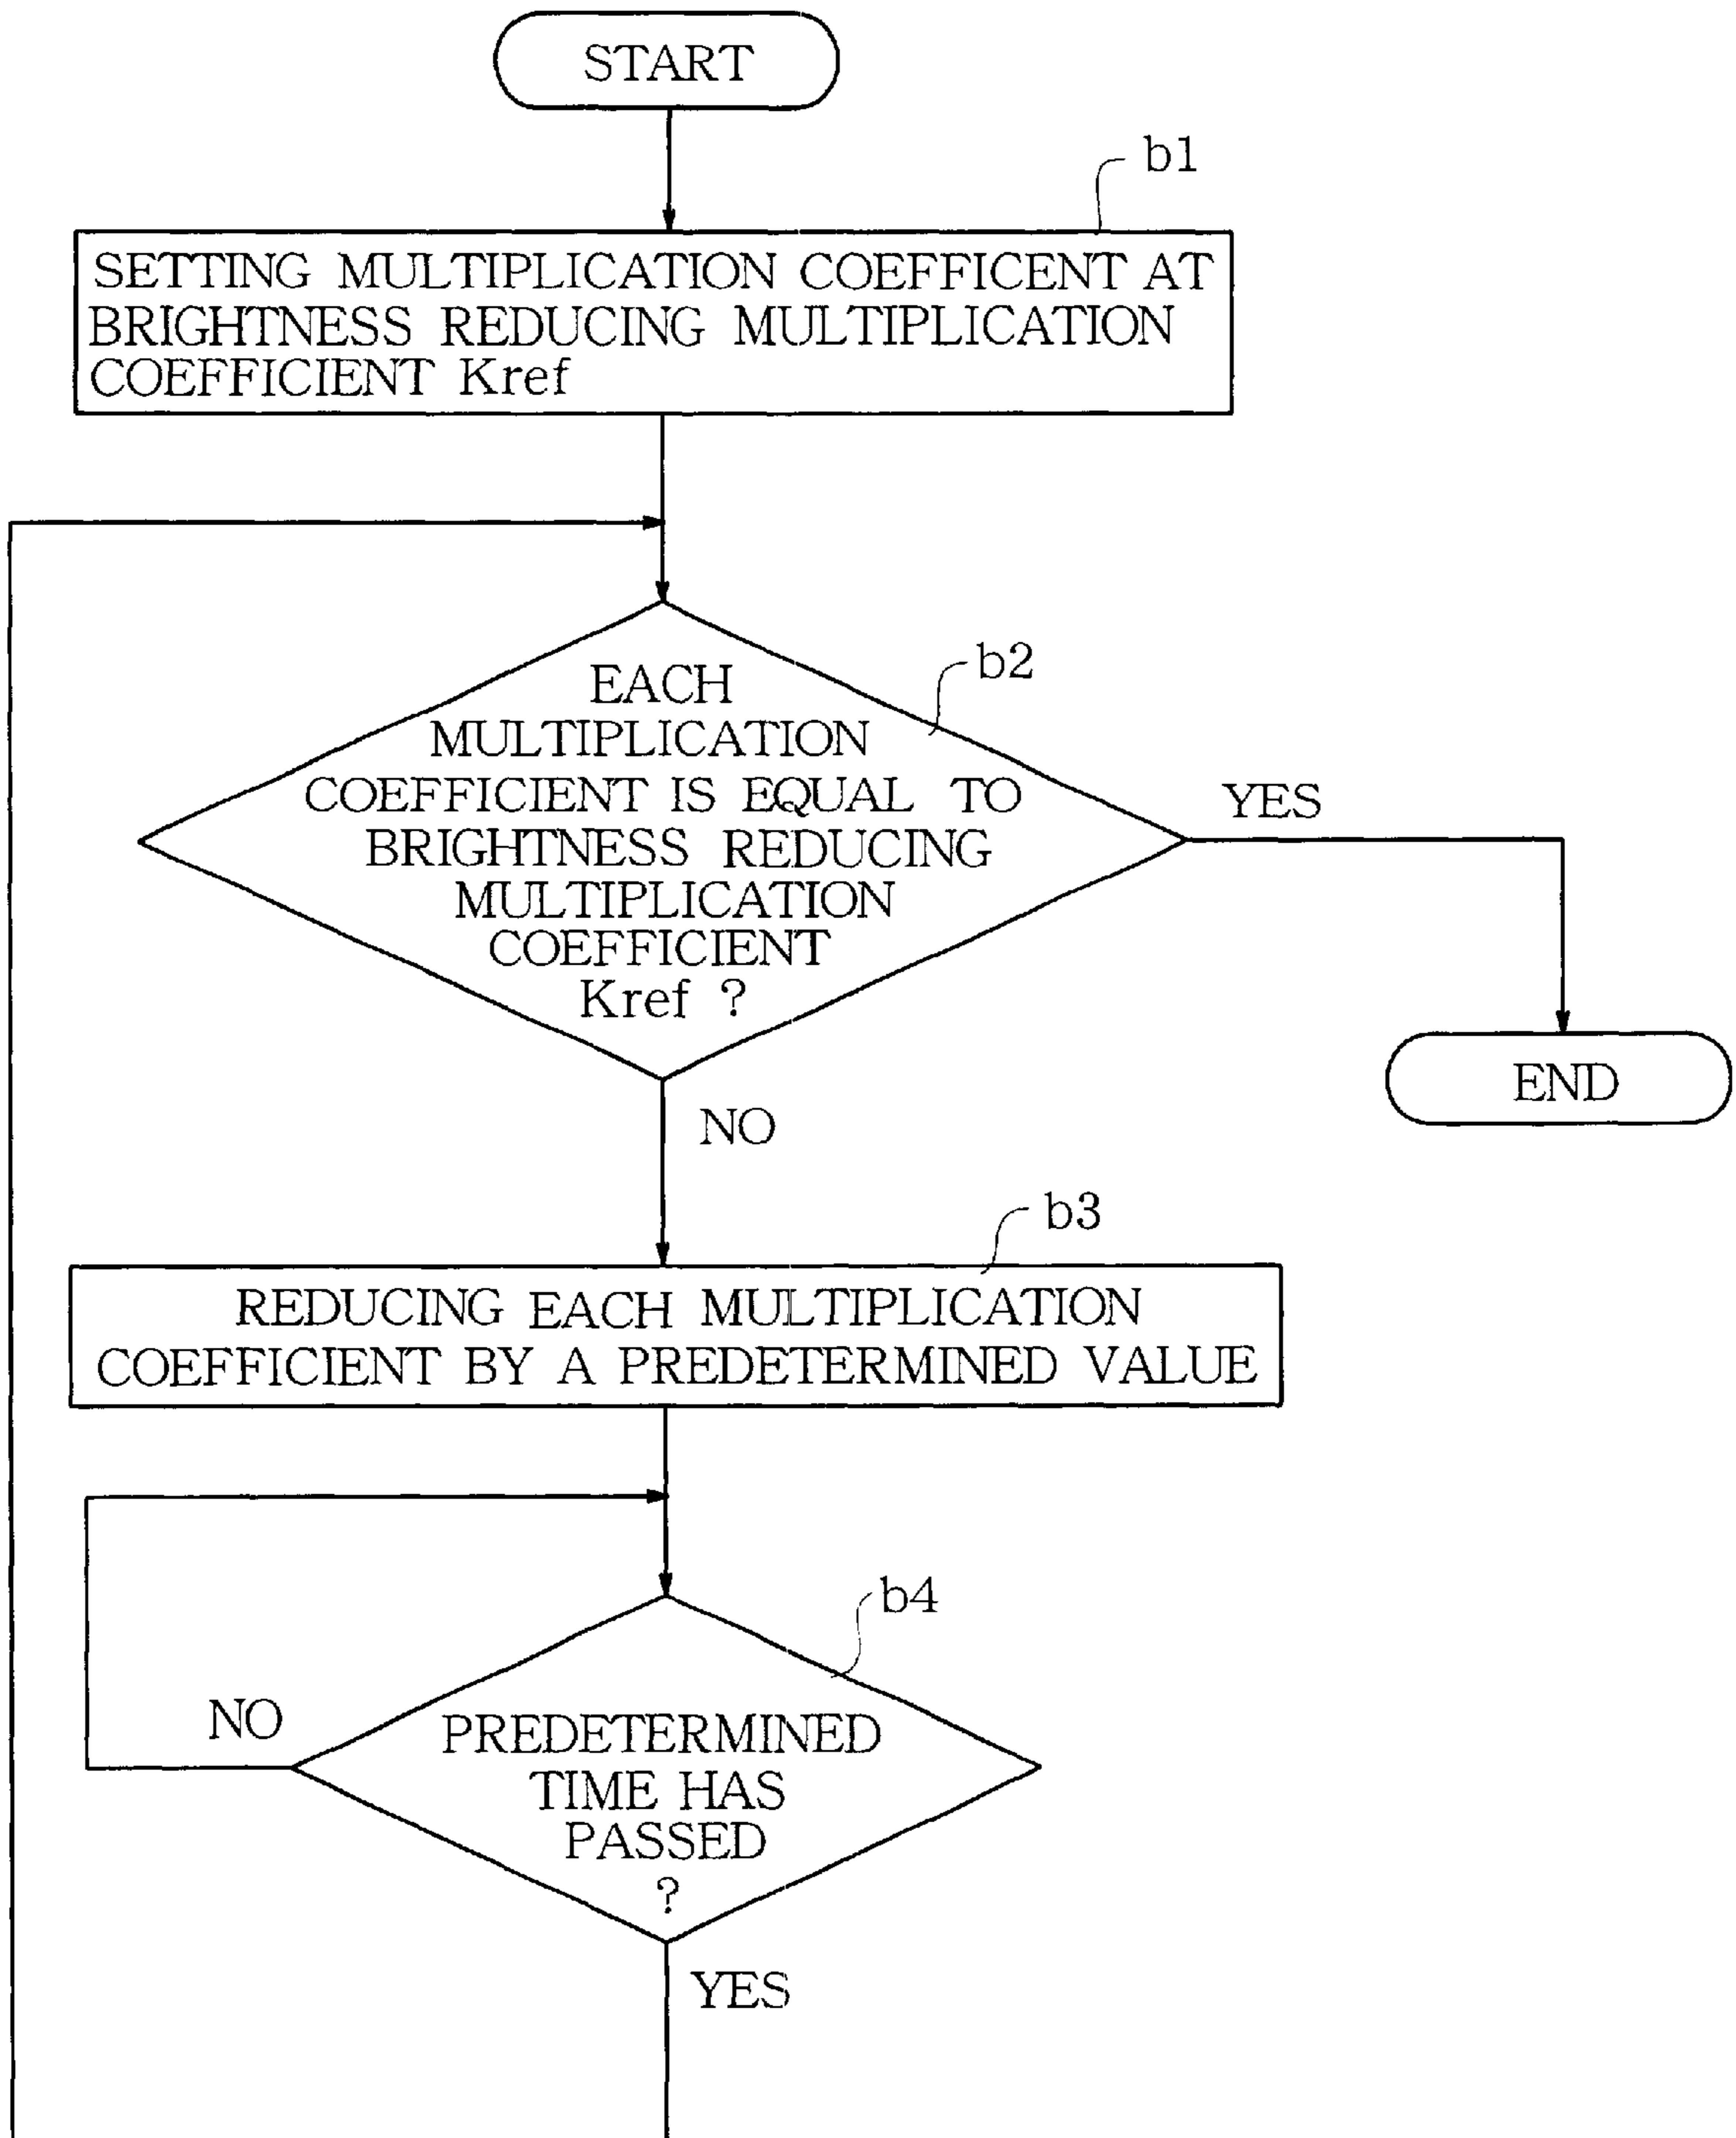 START
b1
SETTING MULTIPLICATION COEFFICENT AT
BRIGHTNESS REDUCING MULTIPLICATION
COEFFICIENT Kref
b2
EACH
MULTIPLICATION
COEFFICIENT IS EQUAL TO
BRIGHTNESS REDUCING
MULTIPLICATION
COEFFICIENT
Kref ?
YES
END
NO
b3
REDUCING EACH MULTIPLICATION
COEFFICIENT BY A PREDETERMINED VALUE
b4
NO
PREDETERMINED
TIME HAS
PASSED
?
YES